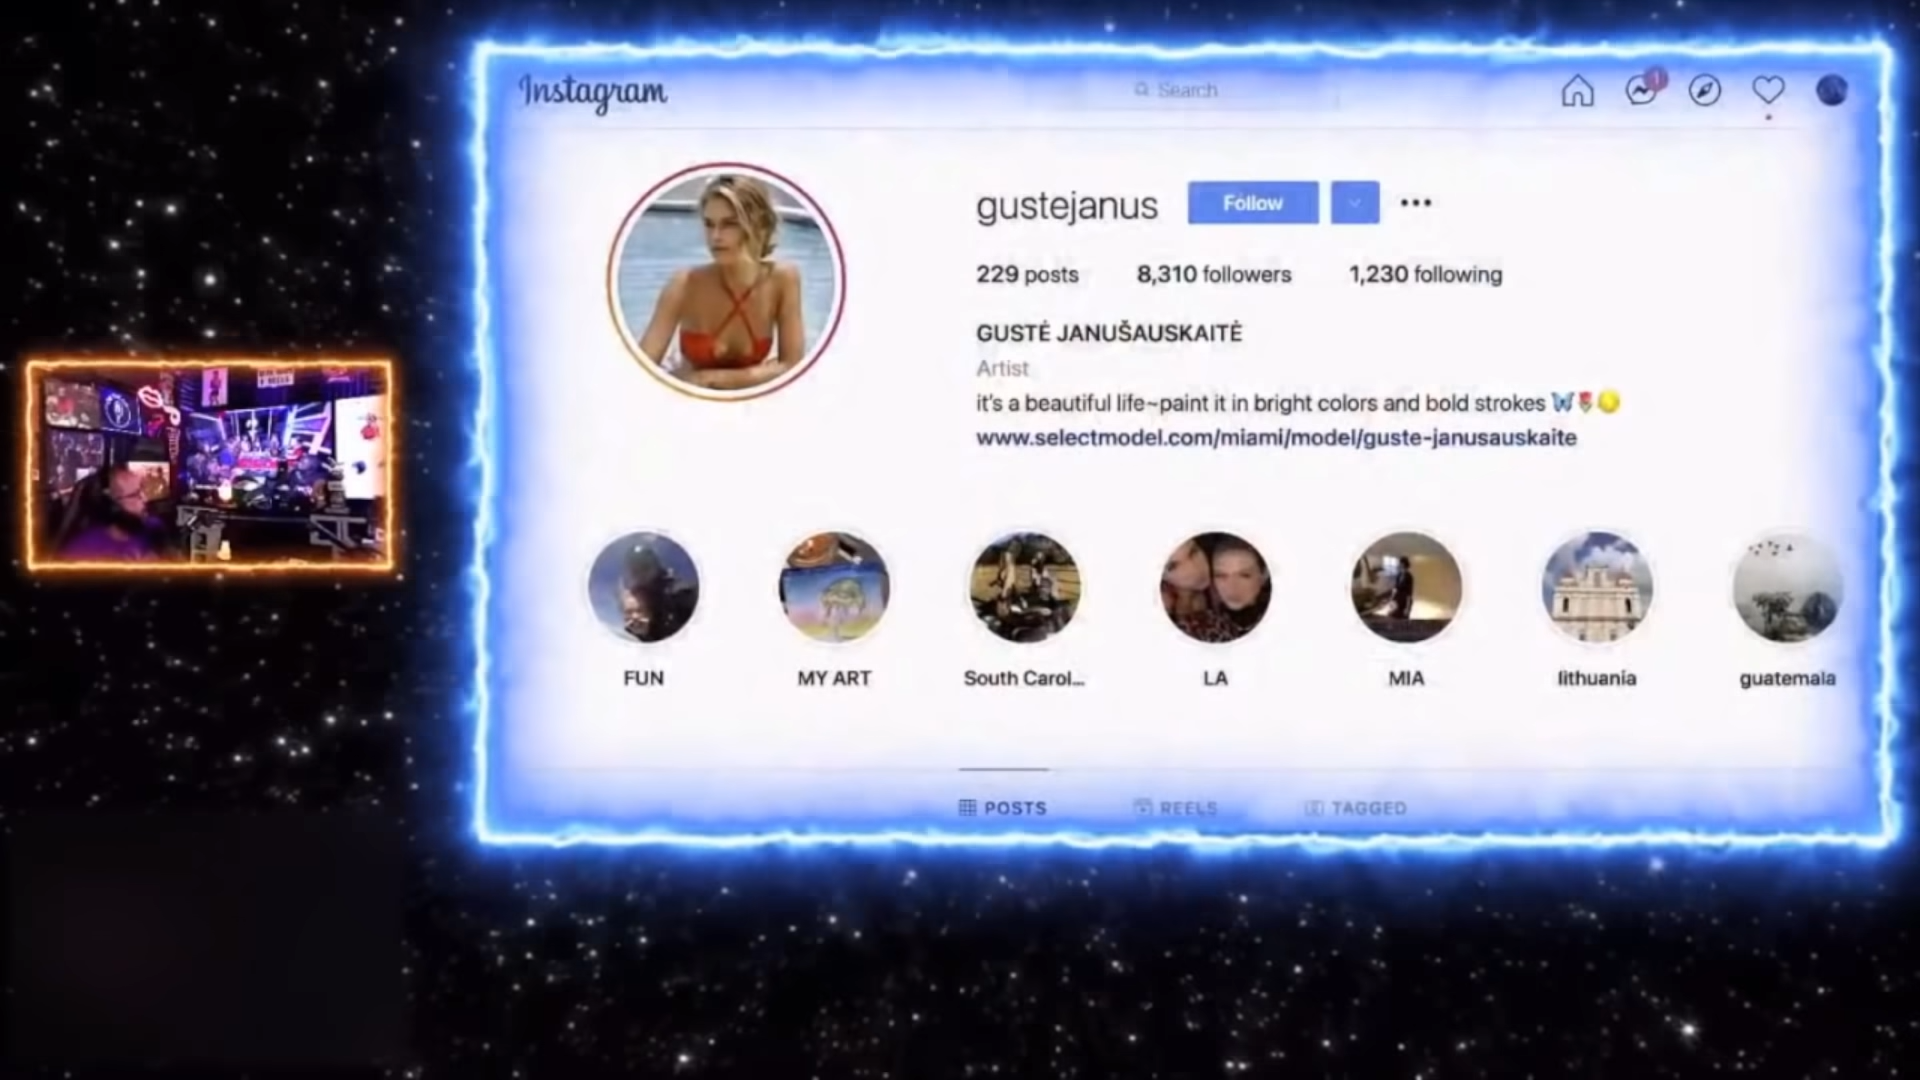 Instagram
Search
1
gustejanus
Follow
229 posts 8,310 followers 1,230 following
GUSTĖ JANUŠAUSKAITĖ
Artist
it's a beautiful life~paint it in bright colors and bold strokes 🦋🌷🟡
www.selectmodel.com/miami/model/guste-janusauskaite
FUN MY ART South Carol... LA MIA lithuania guatemala
POSTS REELS TAGGED